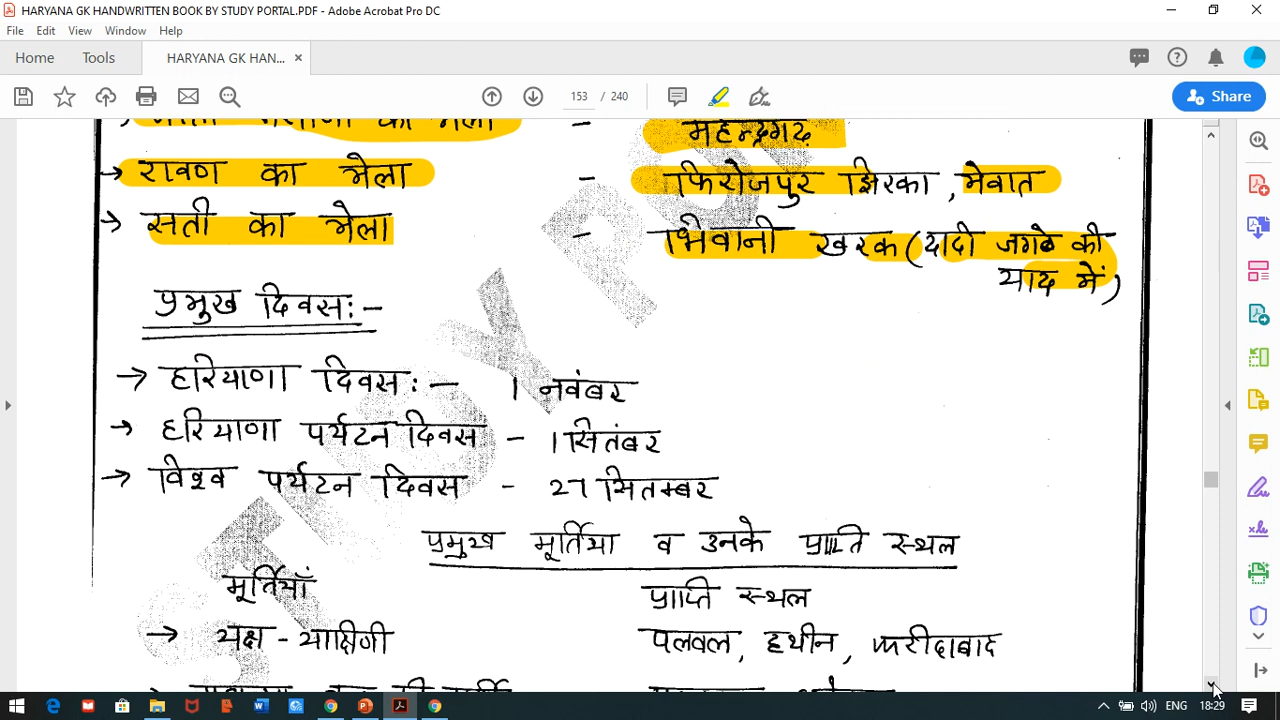 HARYANA GK HANDWRITTEN BOOK BY STUDY PORTAL.PDF - Adobe Acrobat Pro DC
File Edit View Window Help
Home Tools HARYANA GK HAN... ×
153 / 240 Share
का मेला - महेन्द्रगढ़
→ रावण का मेला - फिरोजपुर झिरका, मेवात
→ सती का मेला - भिवानी खरक (दादी जगबे की
याद में)
प्रमुख दिवस:-
→ हरियाणा दिवस:- 1 नवंबर
→ हरियाणा पर्यटन दिवस - 1 सितंबर
→ विश्व पर्यटन दिवस - 27 सितम्बर
प्रमुख मूर्तिया व उनके प्राप्ति स्थल
मूर्तियाँ प्राप्ति स्थल
→ यक्ष - याक्षिणी पलवल, हथीन, फरीदाबाद
ENG 18:29